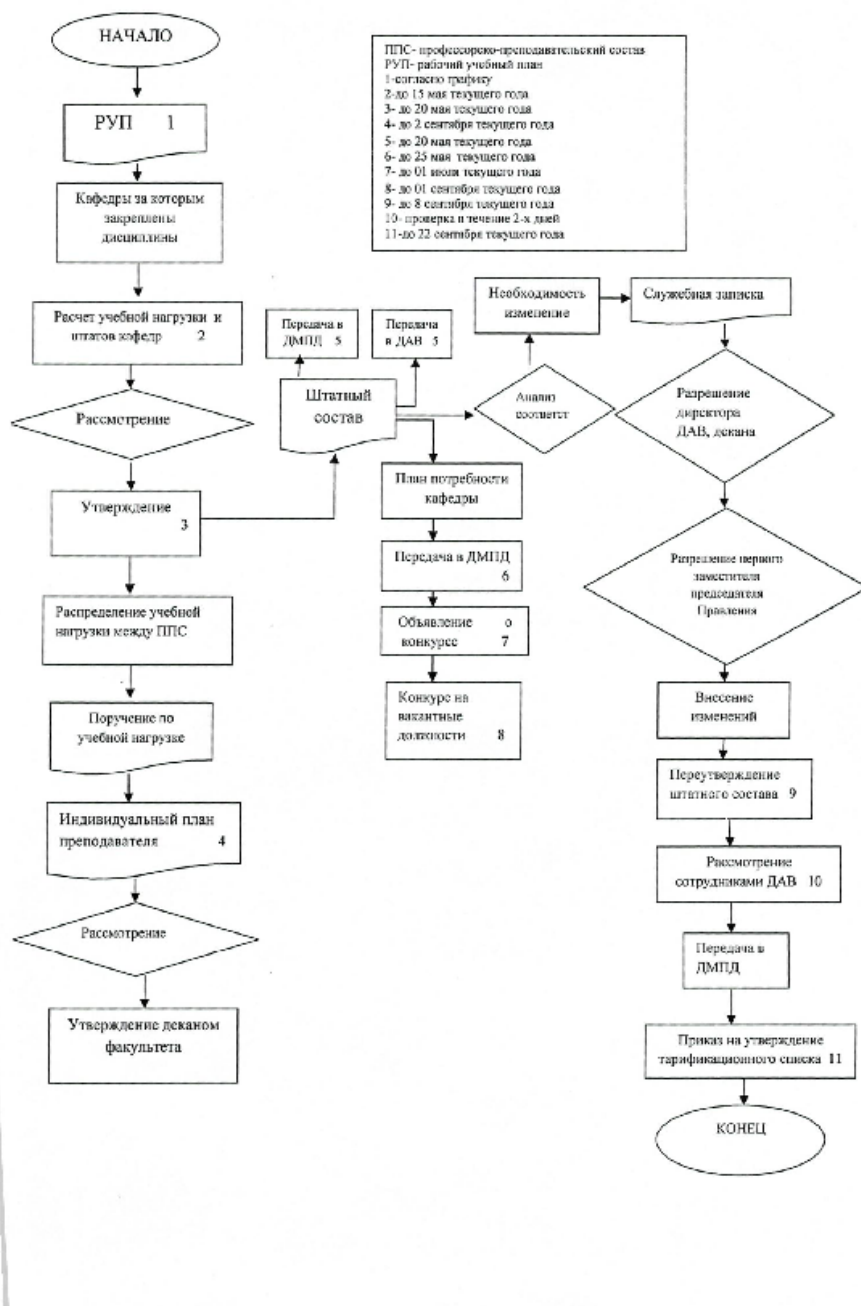 НАЧАЛО
ППС- профессорско-преподавательский состав
РУП- рабочий учебный план
1-согласно графику
2-до 15 мая текущего года
3- до 20 мая текущего года
4- до 2 сентября текущего года
5- до 20 мая текущего года
6- до 25 мая текущего года
7- до 01 июля текущего года
8- до 01 сентября текущего года
9- до 8 сентября текущего года
10- проверка в течение 2-х дней
11-до 22 сентября текущего года
РУП 1
Кафедры за которым
закреплены
дисциплины
Расчет учебной нагрузки и
штатов кафедр 2
Рассмотрение
Утверждение
3
Распределение учебной
нагрузки между ППС
Поручение по
учебной нагрузке
Индивидуальный план
преподавателя 4
Рассмотрение
Утверждение деканом
факультета
Передача в
ДМПД 5
Передача
в ДАВ 5
Штатный
состав
План потребности
кафедры
Передача в ДМПД
6
Объявление о
конкурсе 7
Конкурс на
вакантные
должности 8
Анализ
соответст
Необходимость
изменение
Служебная записка
Разрешение
директора
ДАВ, декана
Разрешение первого
заместителя
председателя
Правления
Внесение
изменений
Переутверждение
штатного состава 9
Рассмотрение
сотрудниками ДАВ 10
Передача в
ДМПД
Приказ на утверждение
тарификационного списка 11
КОНЕЦ